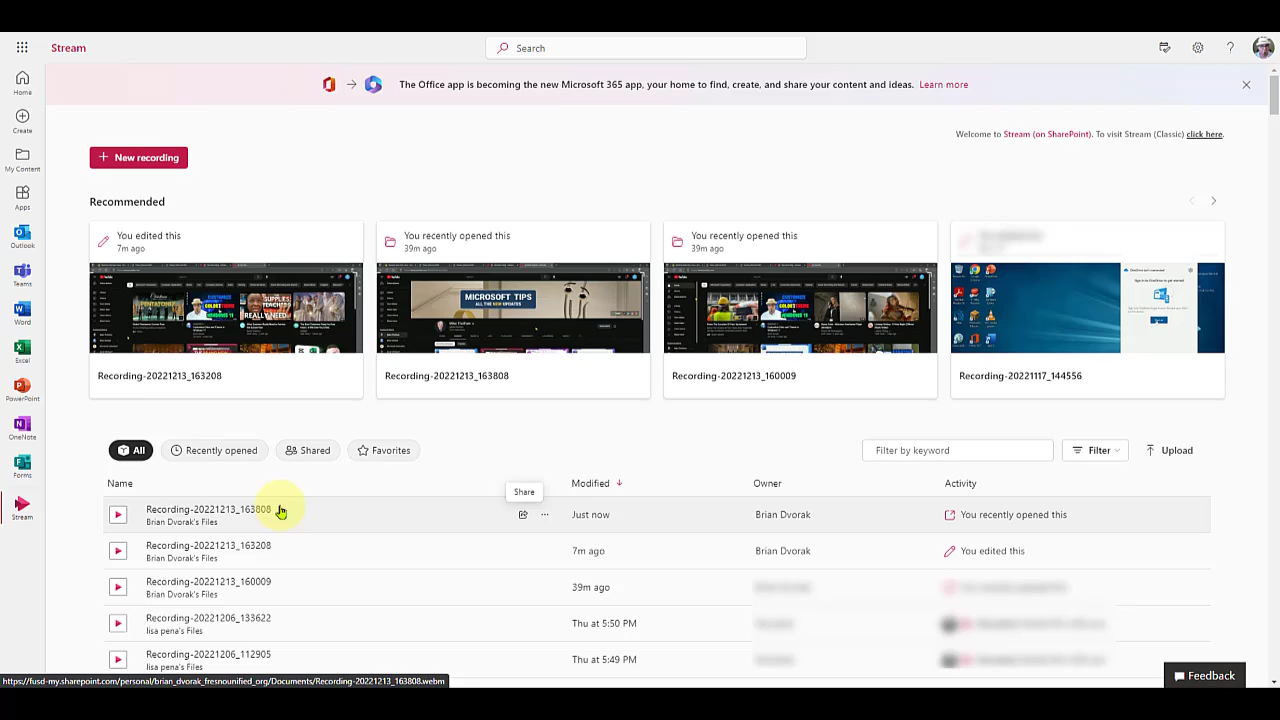 Stream
Search
The Office app is becoming the new Microsoft 365 app, your home to find, create, and share your content and ideas. Learn more
Home
Create
My Content
Apps
Outlook
Teams
Word
Excel
PowerPoint
OneNote
Forms
Stream
Welcome to Stream (on SharePoint). To visit Stream (Classic) click here.
+ New recording
Recommended
You edited this
7m ago
Recording-20221213_163208
You recently opened this
39m ago
MICROSOFT TIPS
Recording-20221213_163808
You recently opened this
39m ago
Recording-20221213_160009
Recording-20221117_144556
All Recently opened Shared Favorites
Filter by keyword Filter Upload
Name Modified Owner Activity
Share
Recording-20221213_163808 Just now Brian Dvorak You recently opened this
Brian Dvorak's Files
Recording-20221213_163208 7m ago Brian Dvorak You edited this
Brian Dvorak's Files
Recording-20221213_160009 39m ago
Brian Dvorak's Files
Recording-20221206_133622 Thu at 5:50 PM
lisa pena's Files
Recording-20221206_112905 Thu at 5:49 PM
lisa pena's Files
Feedback
https://fusd-my.sharepoint.com/personal/brian_dvorak_fresnounified_org/Documents/Recording-20221213_163808.webm